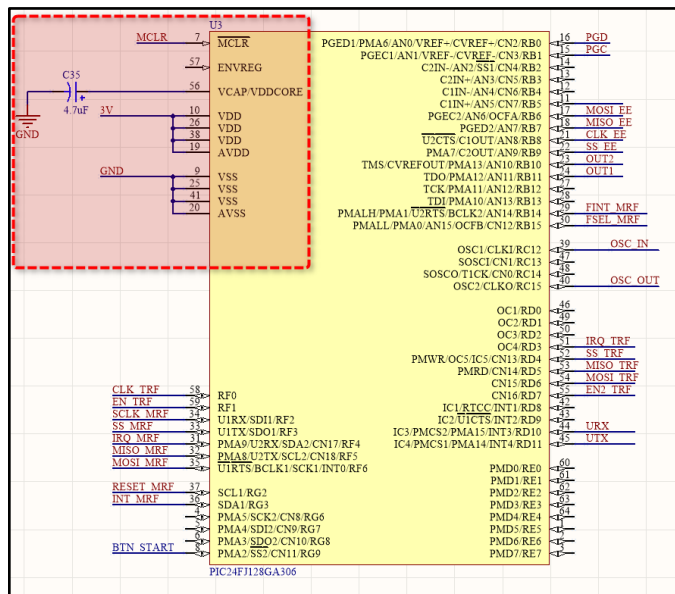 U3
MCLR 7 MCLR
57 ENVREG
C35
4.7uF
56 VCAP/VDDCORE
GND
3V 10 VDD
26 VDD
38 VDD
19 AVDD
GND 9 VSS
25 VSS
41 VSS
20 AVSS
CLK_TRF 58 RF0
EN_TRF 59 RF1
SCLK_MRF 34 U1RX/SDI1/RF2
SS_MRF 33 U1TX/SDO1/RF3
IRQ_MRF 31 PMA9/U2RX/SDA2/CN17/RF4
MISO_MRF PMA8/U2TX/SCL2/CN18/RF5
MOSI_MRF 35 U1RTS/BCLK1/SCK1/INT0/RF6
RESET_MRF 37 SCL1/RG2
INT_MRF 36 SDA1/RG3
4 PMA5/SCK2/CN8/RG6
5 PMA4/SDI2/CN9/RG7
6 PMA3/SDO2/CN10/RG8
BTN_START 8 PMA2/SS2/CN11/RG9
PGED1/PMA6/AN0/VREF+/CVREF+/CN2/RB0 16 PGD
PGEC1/AN1/VREF-/CVREF-/CN3/RB1 15 PGC
C2IN-/AN2/SS1/CN4/RB2 14
C2IN+/AN3/CN5/RB3 13
C1IN-/AN4/CN6/RB4 12
C1IN+/AN5/CN7/RB5
PGEC2/AN6/OCFA/RB6 17 MOSI_EE
PGED2/AN7/RB7 18 MISO_EE
U2CTS/C1OUT/AN8/RB8 21 CLK_EE
PMA7/C2OUT/AN9/RB9 22 SS_EE
TMS/CVREFOUT/PMA13/AN10/RB10 23 OUT2
TDO/PMA12/AN11/RB11 24 OUT1
TCK/PMA11/AN12/RB12 27
TDI/PMA10/AN13/RB13 28
PMALH/PMA1/U2RTS/BCLK2/AN14/RB14 29 FINT_MRF
PMALL/PMA0/AN15/OCFB/CN12/RB15 30 FSEL_MRF
OSC1/CLKI/RC12 39 OSC_IN
SOSCI/CN1/RC13 47
SOSCO/T1CK/CN0/RC14 48
OSC2/CLKO/RC15 40 OSC_OUT
OC1/RD0 46
OC2/RD1 49
OC3/RD2 50
OC4/RD3 51 IRQ_TRF
PMWR/OC5/IC5/CN13/RD4 52 SS_TRF
PMRD/CN14/RD5 53 MISO_TRF
CN15/RD6 54 MOSI_TRF
CN16/RD7 55 EN2_TRF
IC1/RTCC/INT1/RD8 42
IC2/U1CTS/INT2/RD9 43
IC3/PMCS2/PMA15/INT3/RD10 44 URX
IC4/PMCS1/PMA14/INT4/RD11 45 UTX
PMD0/RE0 60
PMD1/RE1 61
PMD2/RE2 62
PMD3/RE3 63
PMD4/RE4 64
PMD5/RE5 1
PMD6/RE6 2
PMD7/RE7 3
PIC24FJ128GA306